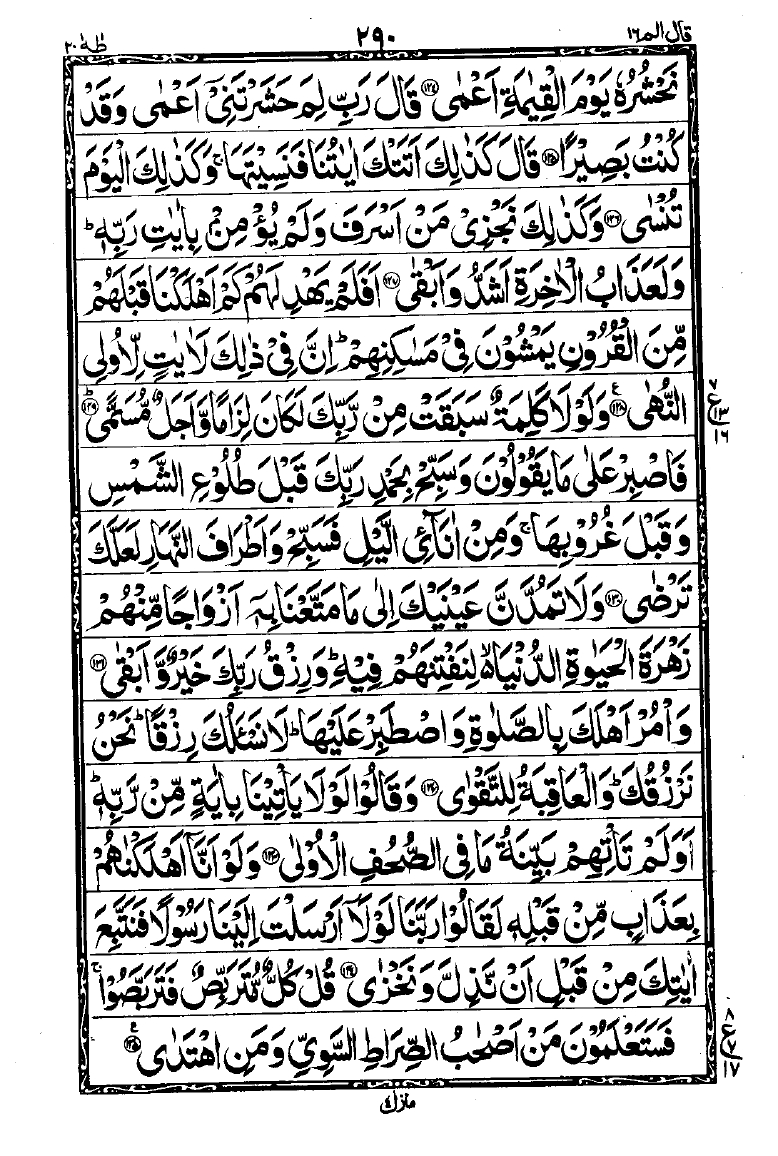 قال الم ١٦
٢٩٠
طٰهٰ ٢٠
نَحْشُرُهٗ يَوْمَ الْقِيٰمَةِ اَعْمٰى ۝١٢٤ قَالَ رَبِّ لِمَ حَشَرْتَنِىْۤ اَعْمٰى وَقَدْ
كُنْتُ بَصِيْرًا ۝١٢٥ قَالَ كَذٰلِكَ اَتَتْكَ اٰيٰتُنَا فَنَسِيْتَهَا ۚ وَكَذٰلِكَ الْيَوْمَ
تُنْسٰى ۝١٢٦ وَكَذٰلِكَ نَجْزِىْ مَنْ اَسْرَفَ وَلَمْ يُؤْمِنْۢ بِاٰيٰتِ رَبِّهٖ ؕ
وَلَعَذَابُ الْاٰخِرَةِ اَشَدُّ وَاَبْقٰى ۝١٢٧ اَفَلَمْ يَهْدِ لَهُمْ كَمْ اَهْلَكْنَا قَبْلَهُمْ
مِّنَ الْقُرُوْنِ يَمْشُوْنَ فِىْ مَسٰكِنِهِمْ ؕ اِنَّ فِىْ ذٰلِكَ لَاٰيٰتٍ لِّاُولِى
النُّهٰى ۝١٢٨ ع وَلَوْلَا كَلِمَةٌ سَبَقَتْ مِنْ رَّبِّكَ لَكَانَ لِزَامًا وَّاَجَلٌ مُّسَمًّى ؕ ۝١٢٩
٧ ع ١٣ ١٦
فَاصْبِرْ عَلٰى مَا يَقُوْلُوْنَ وَسَبِّحْ بِحَمْدِ رَبِّكَ قَبْلَ طُلُوْعِ الشَّمْسِ
وَقَبْلَ غُرُوْبِهَا ۚ وَمِنْ اٰنَآئِ الَّيْلِ فَسَبِّحْ وَاَطْرَافَ النَّهَارِ لَعَلَّكَ
تَرْضٰى ۝١٣٠ وَلَا تَمُدَّنَّ عَيْنَيْكَ اِلٰى مَا مَتَّعْنَا بِهٖۤ اَزْوَاجًا مِّنْهُمْ
زَهْرَةَ الْحَيٰوةِ الدُّنْيَا ۙ لِنَفْتِنَهُمْ فِيْهِ ؕ وَرِزْقُ رَبِّكَ خَيْرٌ وَّاَبْقٰى ۝١٣١
وَاْمُرْ اَهْلَكَ بِالصَّلٰوةِ وَاصْطَبِرْ عَلَيْهَا ؕ لَا نَسْئَلُكَ رِزْقًا ؕ نَحْنُ
نَرْزُقُكَ ؕ وَالْعَاقِبَةُ لِلتَّقْوٰى ۝١٣٢ وَقَالُوْا لَوْلَا يَاْتِيْنَا بِاٰيَةٍ مِّنْ رَّبِّهٖ ؕ
اَوَلَمْ تَاْتِهِمْ بَيِّنَةُ مَا فِى الصُّحُفِ الْاُوْلٰى ۝١٣٣ وَلَوْ اَنَّاۤ اَهْلَكْنٰهُمْ
بِعَذَابٍ مِّنْ قَبْلِهٖ لَقَالُوْا رَبَّنَا لَوْلَاۤ اَرْسَلْتَ اِلَيْنَا رَسُوْلًا فَنَتَّبِعَ
اٰيٰتِكَ مِنْ قَبْلِ اَنْ نَّذِلَّ وَنَخْزٰى ۝١٣٤ قُلْ كُلٌّ مُّتَرَبِّصٌ فَتَرَبَّصُوْا ۚ
فَسَتَعْلَمُوْنَ مَنْ اَصْحٰبُ الصِّرَاطِ السَّوِىِّ وَمَنِ اهْتَدٰى ۝١٣٥ ع
٨ ع ٧ ١٧
منزل ٤